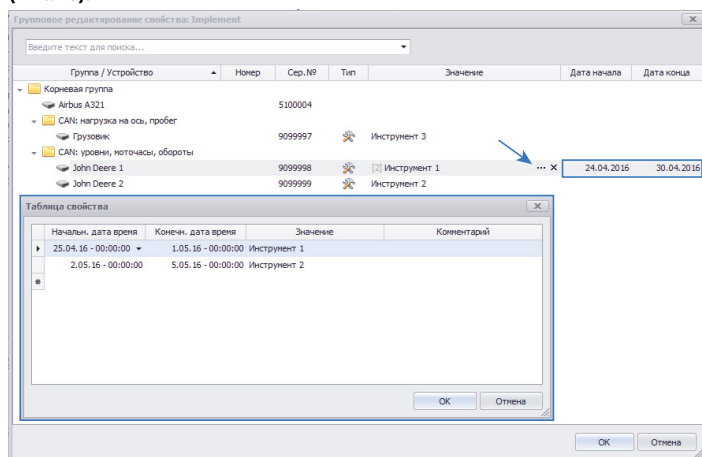 Групповое редактирование свойства: Implement
Введите текст для поиска...
Группа / Устройство Номер Сер.№ Тип Значение Дата начала Дата конца
Корневая группа
Airbus A321 5100004
CAN: нагрузка на ось, пробег
Грузовик 9099997 Инструмент 3
CAN: уровни, моточасы, обороты
John Deere 1 9099998 [2] Инструмент 1 ... 24.04.2016 30.04.2016
John Deere 2 9099999 Инструмент 2
Таблица свойства
Начальн. дата время Конечн. дата время Значение Комментарий
25.04.16 - 00:00:00 1.05.16 - 00:00:00 Инструмент 1
2.05.16 - 00:00:00 5.05.16 - 00:00:00 Инструмент 2
OK Отмена
OK Отмена